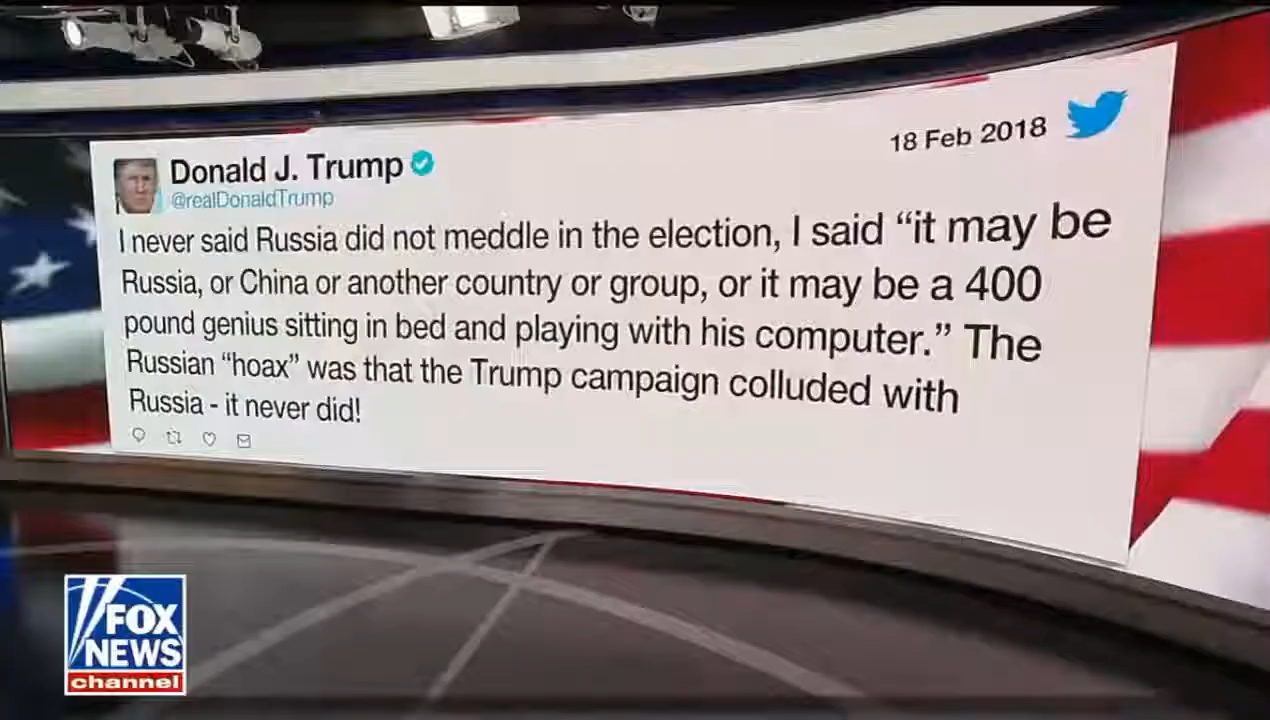 18 Feb 2018
Donald J. Trump
@realDonaldTrump
I never said Russia did not meddle in the election, I said “it may be
Russia, or China or another country or group, or it may be a 400
pound genius sitting in bed and playing with his computer.” The
Russian “hoax” was that the Trump campaign colluded with
Russia - it never did!
FOX
NEWS
channel